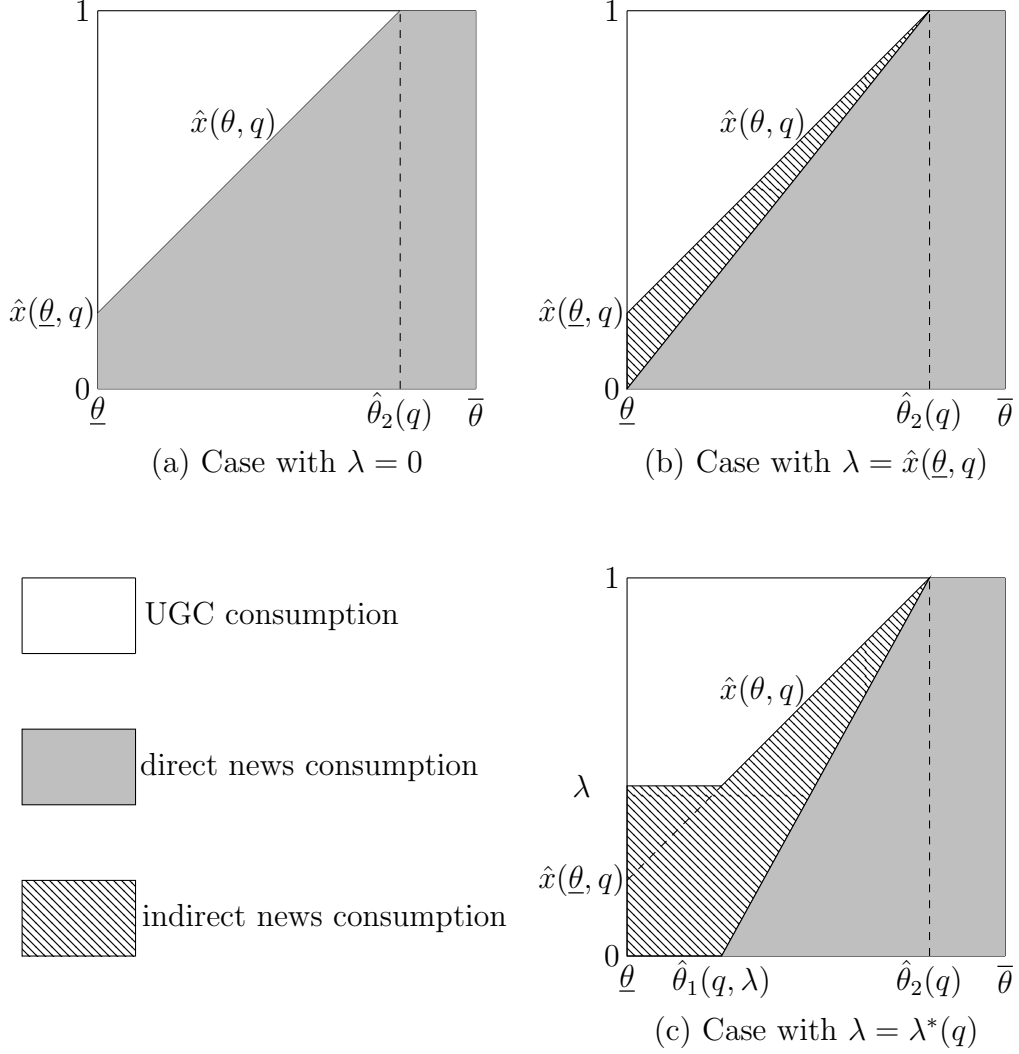 1
x̂(θ, q)
x̂(θ̲, q)
0
θ̲
θ̂₂(q)
θ̅
(a) Case with λ = 0
1
x̂(θ, q)
x̂(θ̲, q)
0
θ̲
θ̂₂(q)
θ̅
(b) Case with λ = x̂(θ̲, q)
UGC consumption
direct news consumption
indirect news consumption
1
x̂(θ, q)
λ
x̂(θ̲, q)
0
θ̲
θ̂₁(q, λ)
θ̂₂(q)
θ̅
(c) Case with λ = λ*(q)